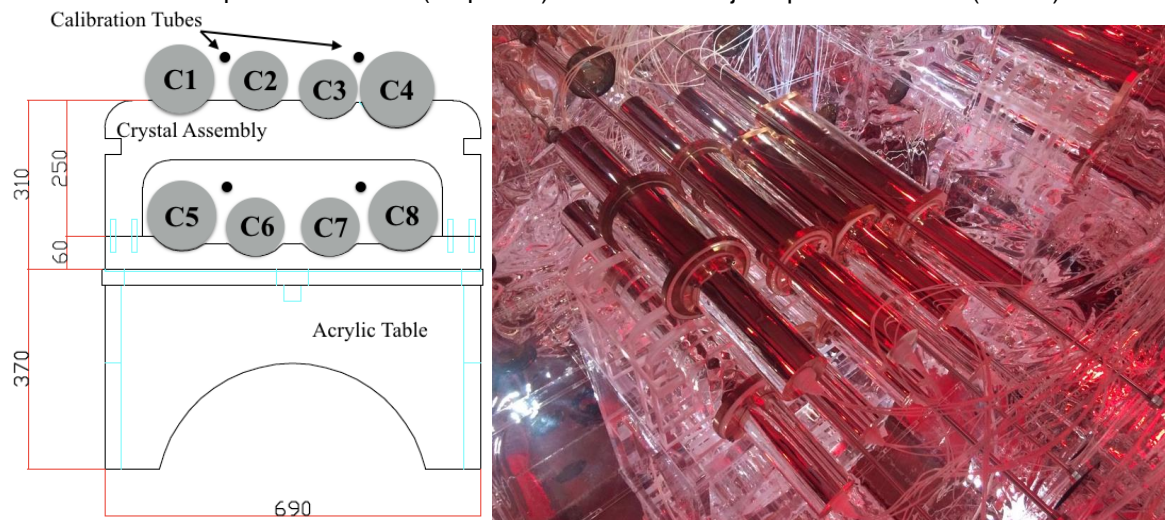 Calibration Tubes
C1 C2 C3 C4
Crystal Assembly
310 250
C5 C6 C7 C8
60
Acrylic Table
370
690